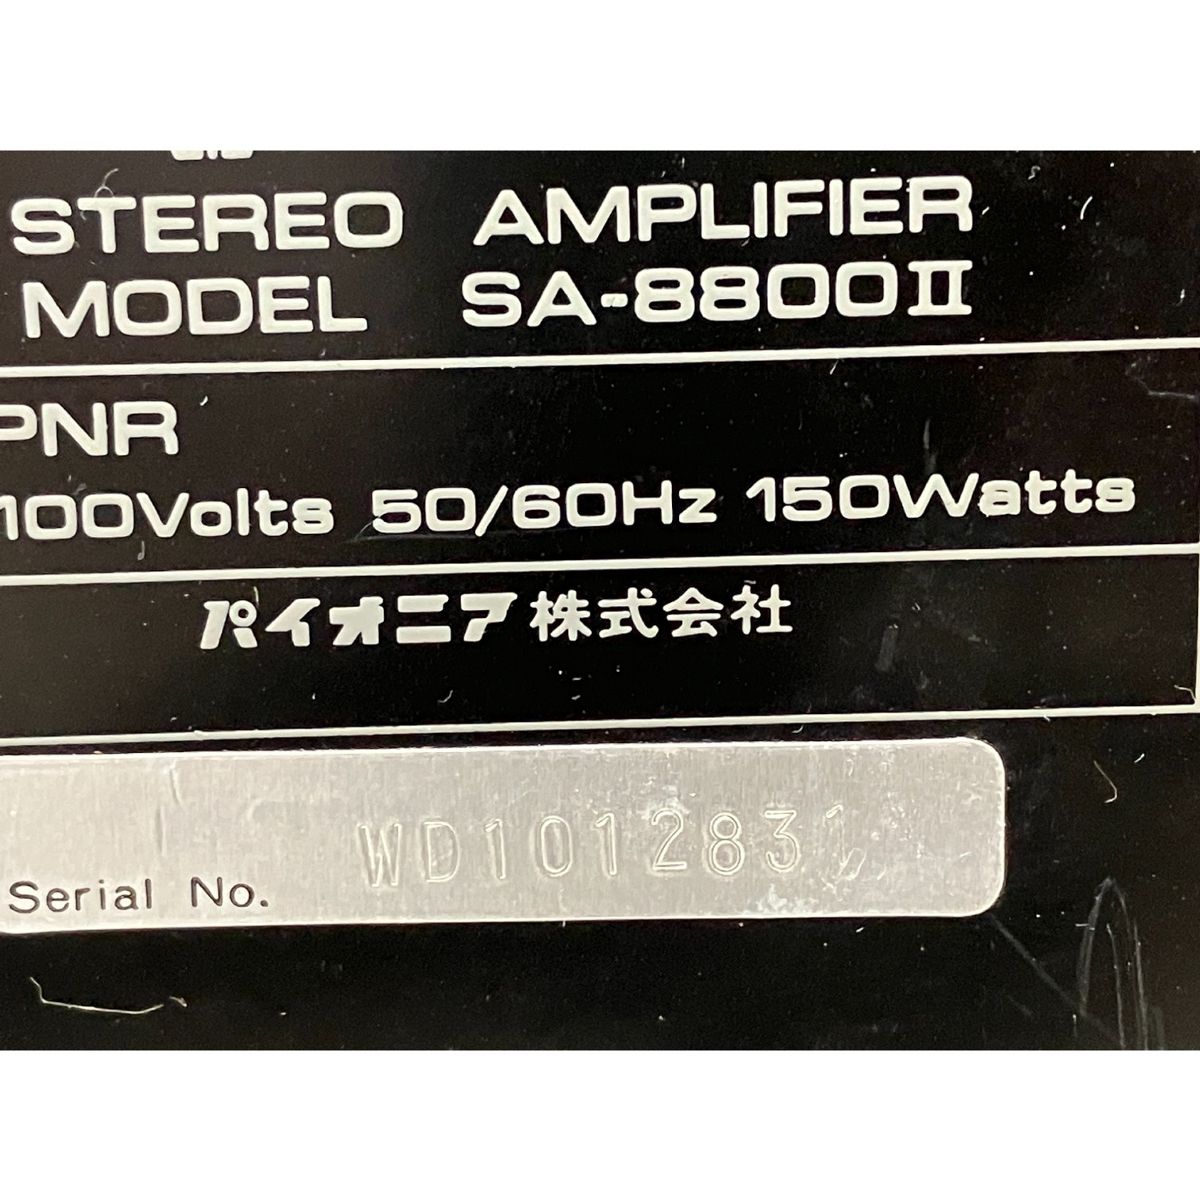 STEREO AMPLIFIER
MODEL SA-8800II
PNR
100Volts 50/60Hz 150Watts
パイオニア株式会社
Serial No. WD1012831